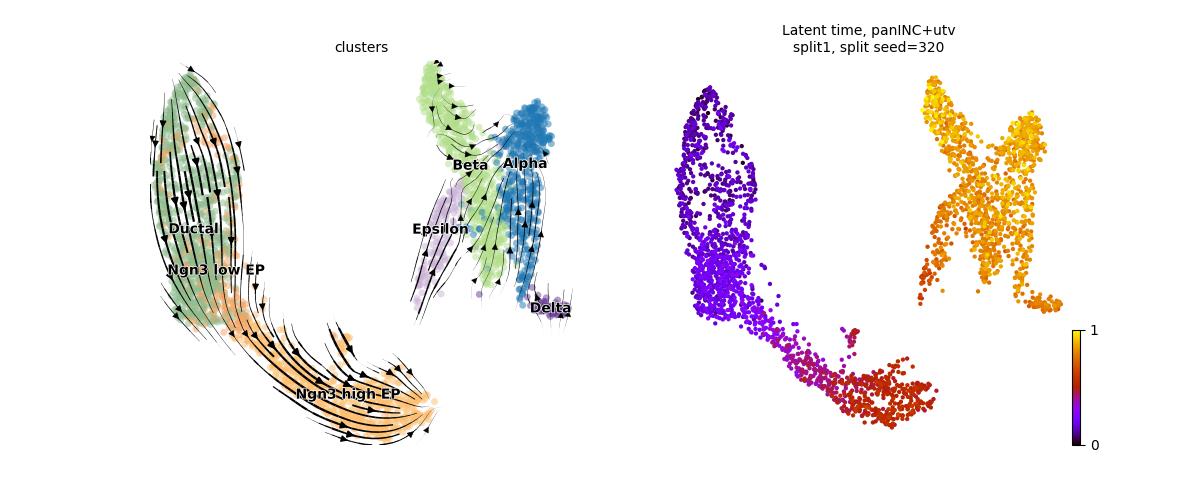 clusters
Beta
Alpha
Epsilon
Ductal
Ngn3 low EP
Delta
Ngn3 high EP
Latent time, panINC+utv
split1, split seed=320
1
0